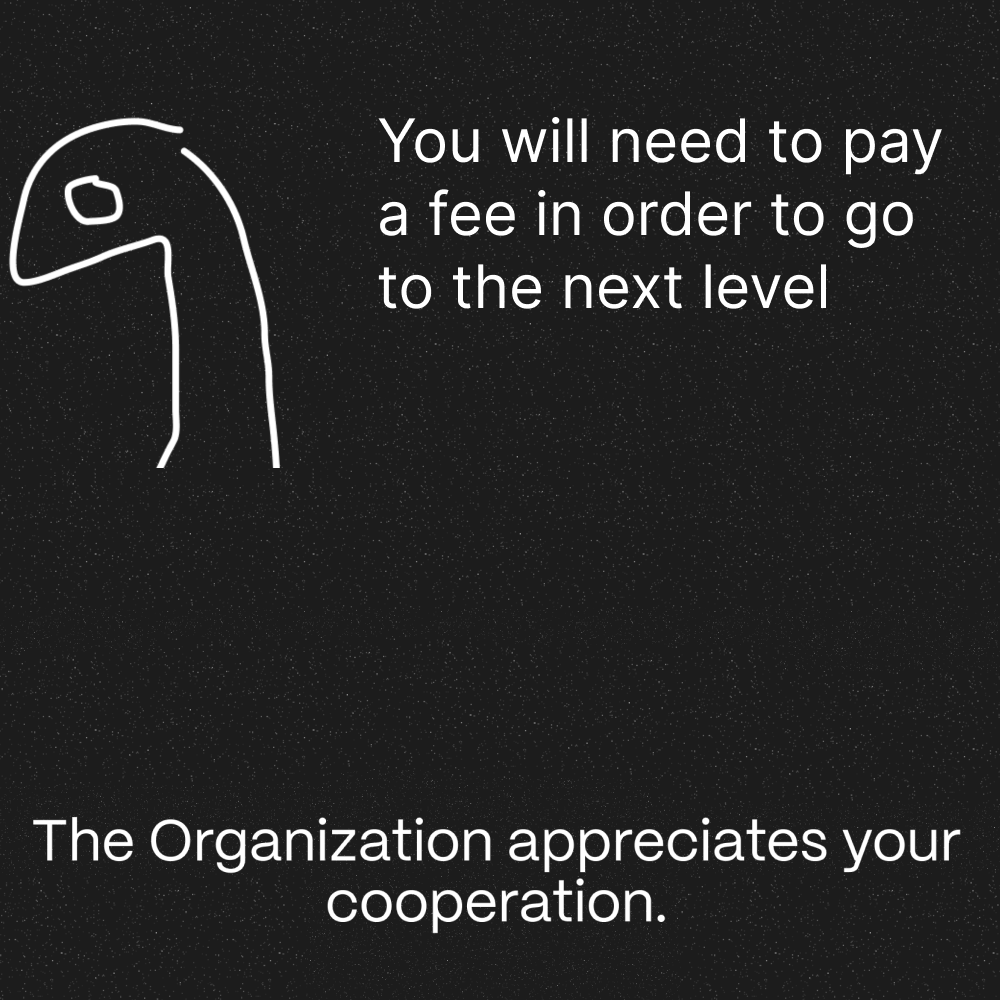 You will need to pay
a fee in order to go
to the next level
The Organization appreciates your
cooperation.